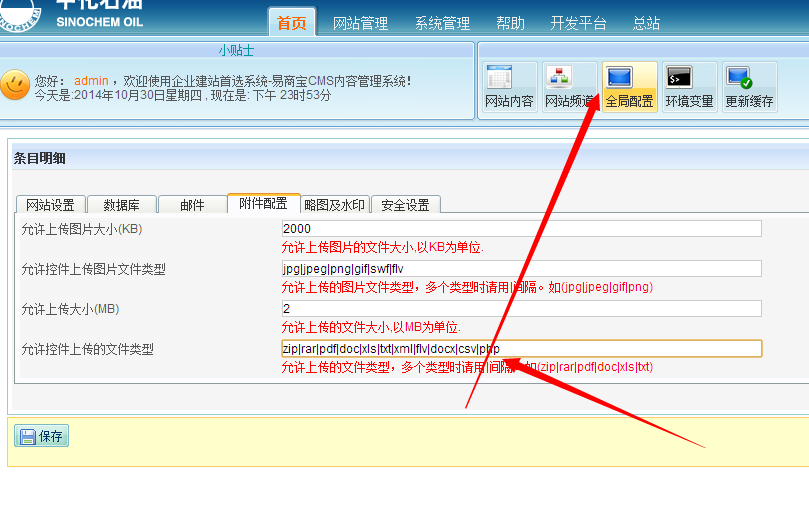 中化石油
SINOCHEM OIL
SINOCHEM
首页 网站管理 系统管理 帮助 开发平台 总站
小贴士
您好： admin ，欢迎使用企业建站首选系统-易商宝CMS内容管理系统!
今天是:2014年10月30日星期四 , 现在是: 下午 23时53分
网站内容 网站频道 全局配置 环境变量 更新缓存
条目明细
网站设置 数据库 邮件 附件配置 略图及水印 安全设置
允许上传图片大小(KB) 2000
允许上传图片的文件大小,以KB为单位.
允许控件上传图片文件类型 jpg|jpeg|png|gif|swf|flv
允许上传的图片文件类型，多个类型时请用|间隔。如(jpg|jpeg|gif|png)
允许上传大小(MB) 2
允许上传的文件大小,以MB为单位.
允许控件上传的文件类型 zip|rar|pdf|doc|xls|txt|xml|flv|docx|csv|php
允许上传的文件类型，多个类型时请用|间隔。如(zip|rar|pdf|doc|xls|txt)
保存